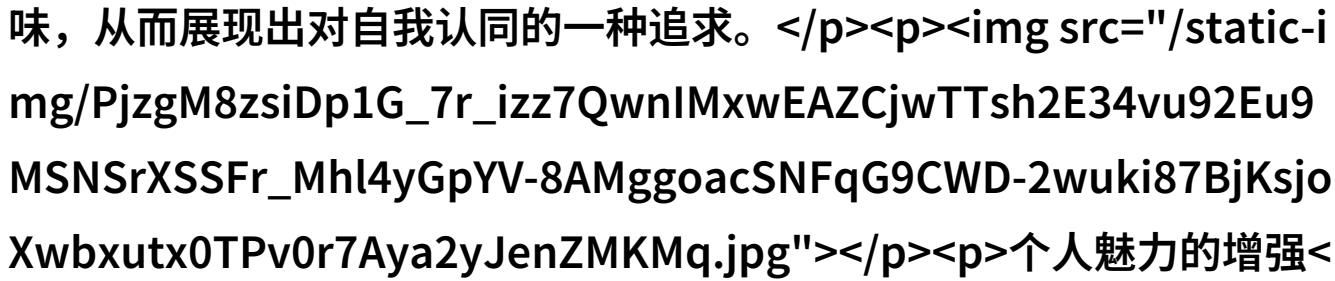 味，从而展现出对自我认同的一种追求。</p><p><img src="/static-i
mg/PjzgM8zsiDp1G_7r_izz7QwnIMxwEAZCjwTTsh2E34vu92Eu9
MSNSrXSSFr_Mhl4yGpYV-8AMggoacSNFqG9CWD-2wuki87BjKsjo
Xwbxutx0TPv0r7Aya2yJenZMKMq.jpg"></p><p>个人魅力的增强<